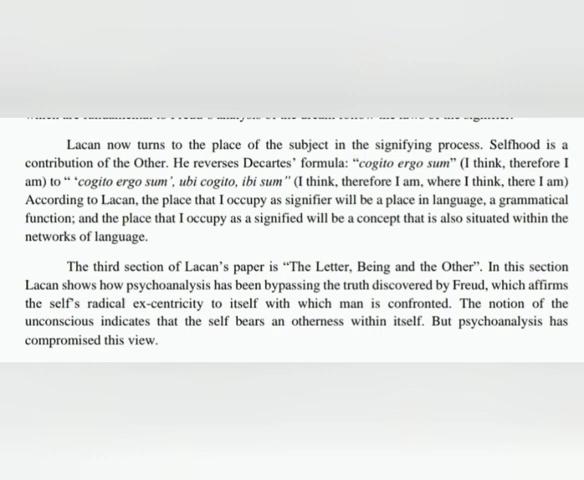 Lacan now turns to the place of the subject in the signifying process. Selfhood is a
contribution of the Other. He reverses Decartes' formula: "cogito ergo sum" (I think, therefore I
am) to " 'cogito ergo sum', ubi cogito, ibi sum" (I think, therefore I am, where I think, there I am)
According to Lacan, the place that I occupy as signifier will be a place in language, a grammatical
function; and the place that I occupy as a signified will be a concept that is also situated within the
networks of language.
The third section of Lacan's paper is "The Letter, Being and the Other". In this section
Lacan shows how psychoanalysis has been bypassing the truth discovered by Freud, which affirms
the self's radical ex-centricity to itself with which man is confronted. The notion of the
unconscious indicates that the self bears an otherness within itself. But psychoanalysis has
compromised this view.